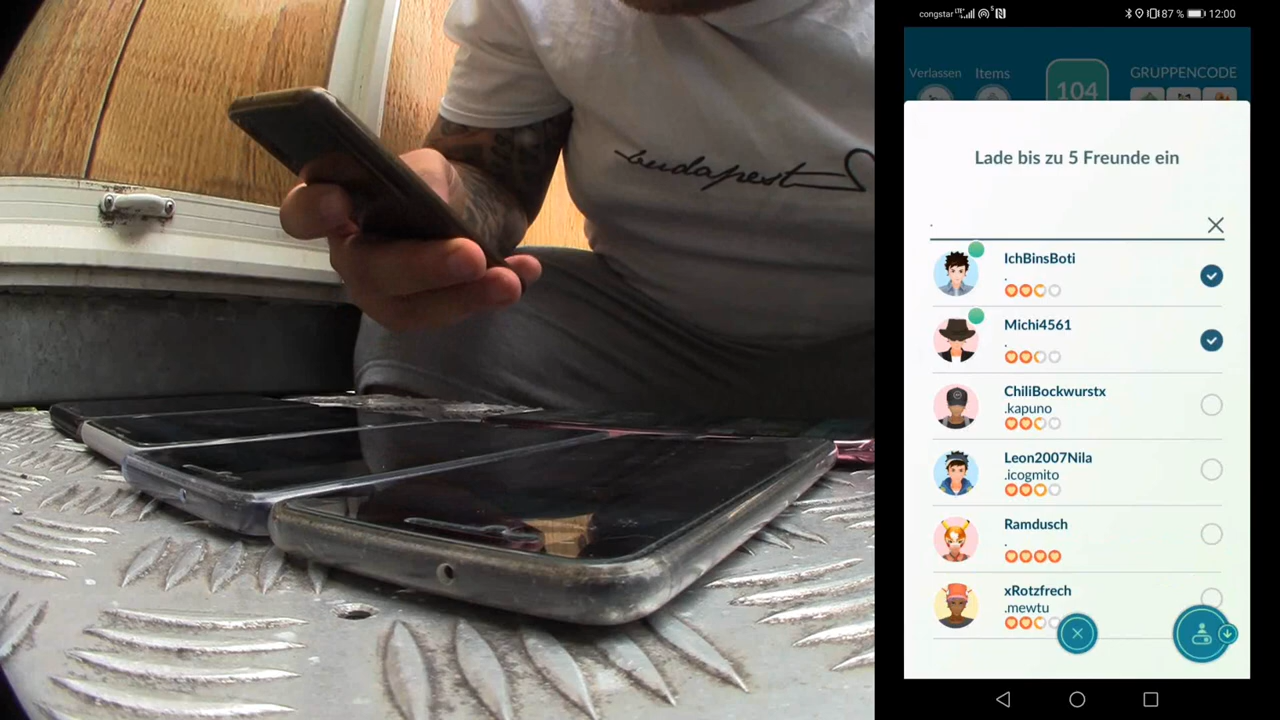 budapest
congstar LTE 87 % 12:00
Verlassen Items 104 GRUPPENCODE
Lade bis zu 5 Freunde ein
.
IchBinsBoti
.
Michi4561
.
ChiliBockwurstx
.kapuno
Leon2007Nila
.icogmito
Ramdusch
.
xRotzfrech
.mewtu